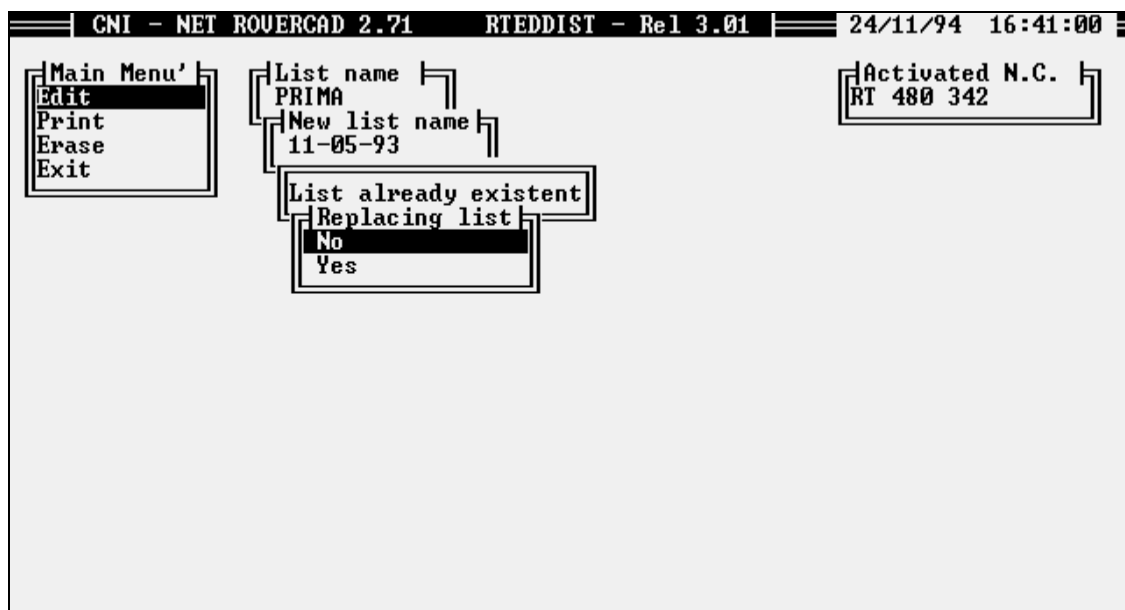 CNI - NET ROVERCAD 2.71 RTEDDIST - Rel 3.01 24/11/94 16:41:00
Main Menu'
Edit
Print
Erase
Exit
List name
PRIMA
New list name
11-05-93
List already existent
Replacing list
No
Yes
Activated N.C.
RT 480 342